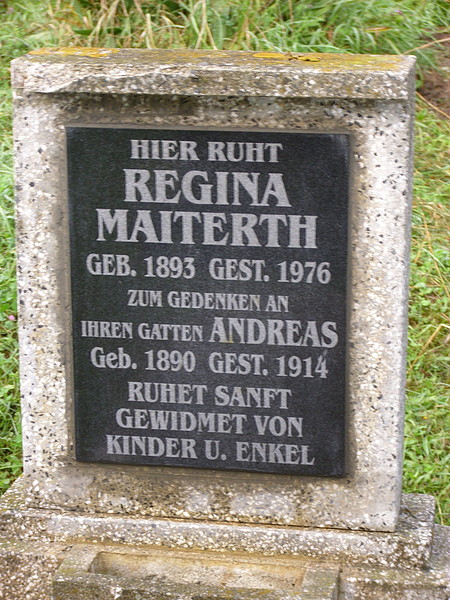 HIER RUHT
REGINA
MAITERTH
GEB. 1893 GEST. 1976
ZUM GEDENKEN AN
IHREN GATTEN ANDREAS
Geb. 1890 GEST. 1914
RUHET SANFT
GEWIDMET VON
KINDER U. ENKEL